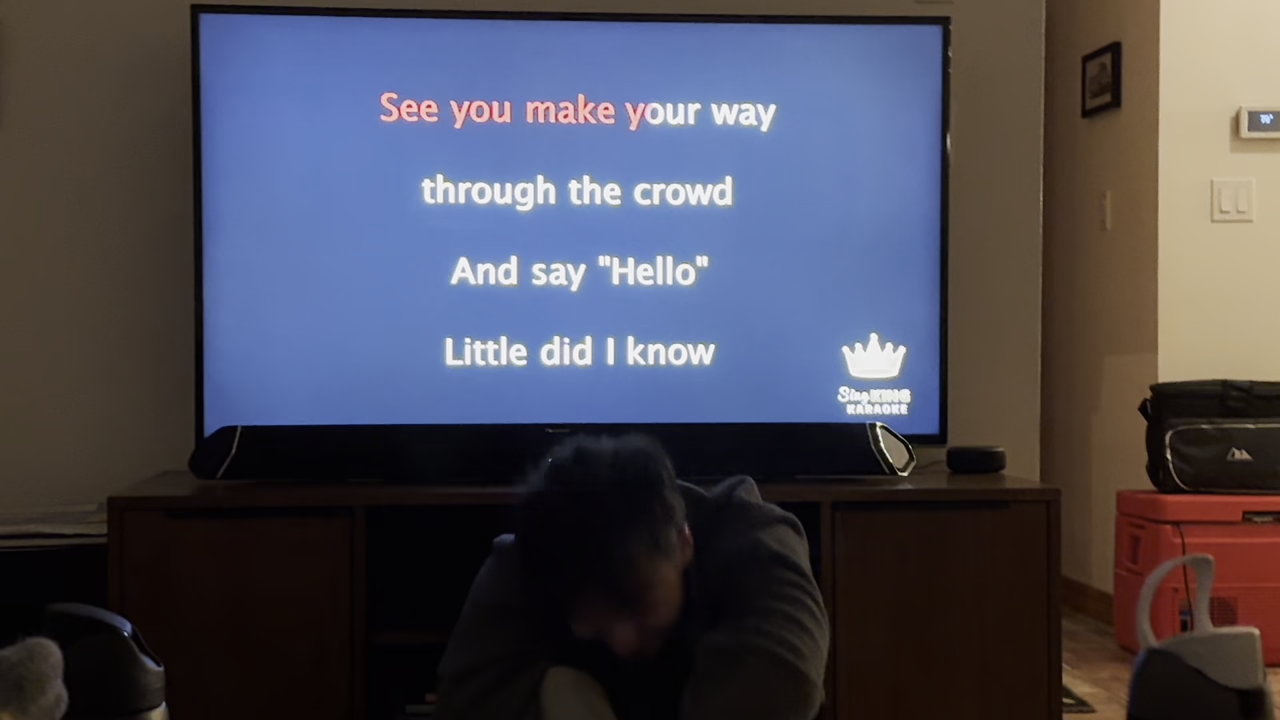 See you make your way
through the crowd
And say "Hello"
Little did I know
Sing KING
KARAOKE